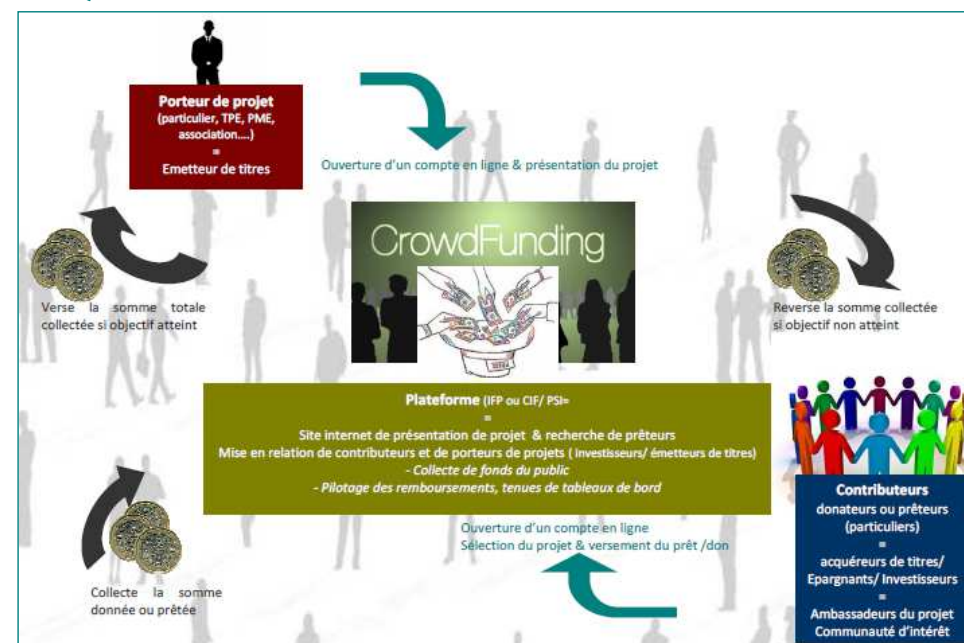 Porteur de projet
(particulier, TPE, PME,
association....)
=
Emetteur de titres
Ouverture d'un compte en ligne & présentation du projet
CrowdFunding
Verse la somme totale
collectée si objectif atteint
Reverse la somme collectée
si objectif non atteint
Plateforme (IFP ou CIF/ PSI=
=
Site internet de présentation de projet & recherche de prêteurs
Mise en relation de contributeurs et de porteurs de projets ( investisseurs/ émetteurs de titres)
- Collecte de fonds du public
- Pilotage des remboursements, tenues de tableaux de bord
Contributeurs
donateurs ou prêteurs
(particuliers)
=
acquéreurs de titres/
Epargnants/ Investisseurs
=
Ambassadeurs du projet
Communauté d'intérêt
Ouverture d'un compte en ligne
Sélection du projet & versement du prêt /don
Collecte la somme
donnée ou prêtée